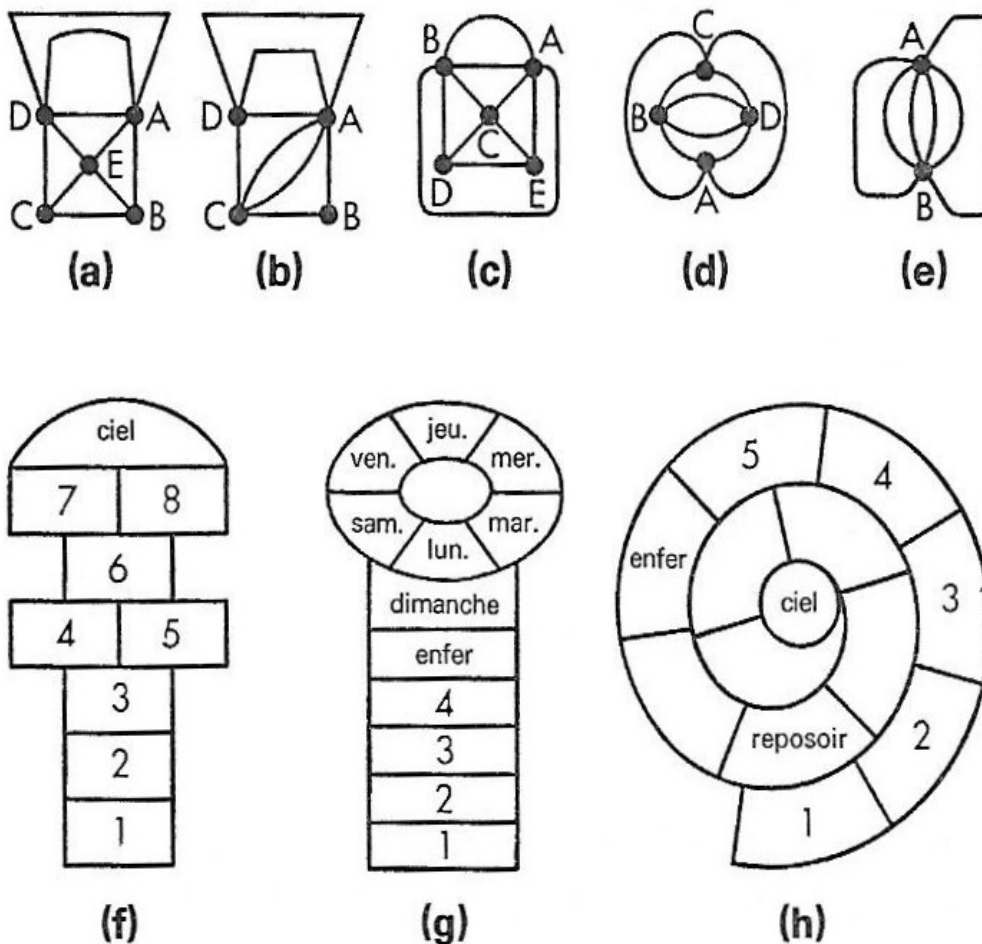 D A E C B
D A C B
B A C D E
C B D A
A B
(a) (b) (c) (d) (e)
ciel
7 8
6
4 5
3
2
1
jeu.
ven. mer.
sam. mar.
lun.
dimanche
enfer
4
3
2
1
5
4
enfer
ciel
3
reposoir
2
1
(f) (g) (h)